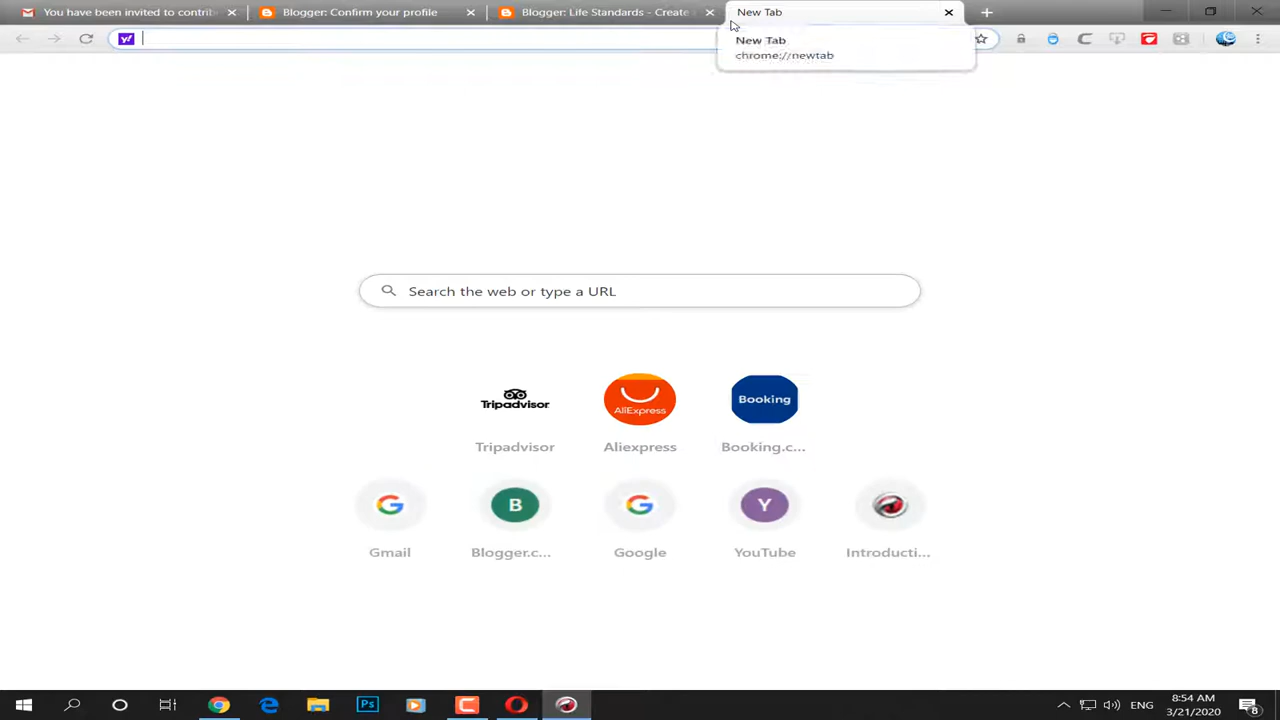 You have been invited to contrib
Blogger: Confirm your profile
Blogger: Life Standards - Create
New Tab
y!
New Tab
chrome://newtab
Search the web or type a URL
Tripadvisor
AliExpress
Booking
Tripadvisor
Aliexpress
Booking.c...
B
Y
Gmail
Blogger.c...
Google
YouTube
Introducti...
Ps
ENG
8:54 AM
3/21/2020
8